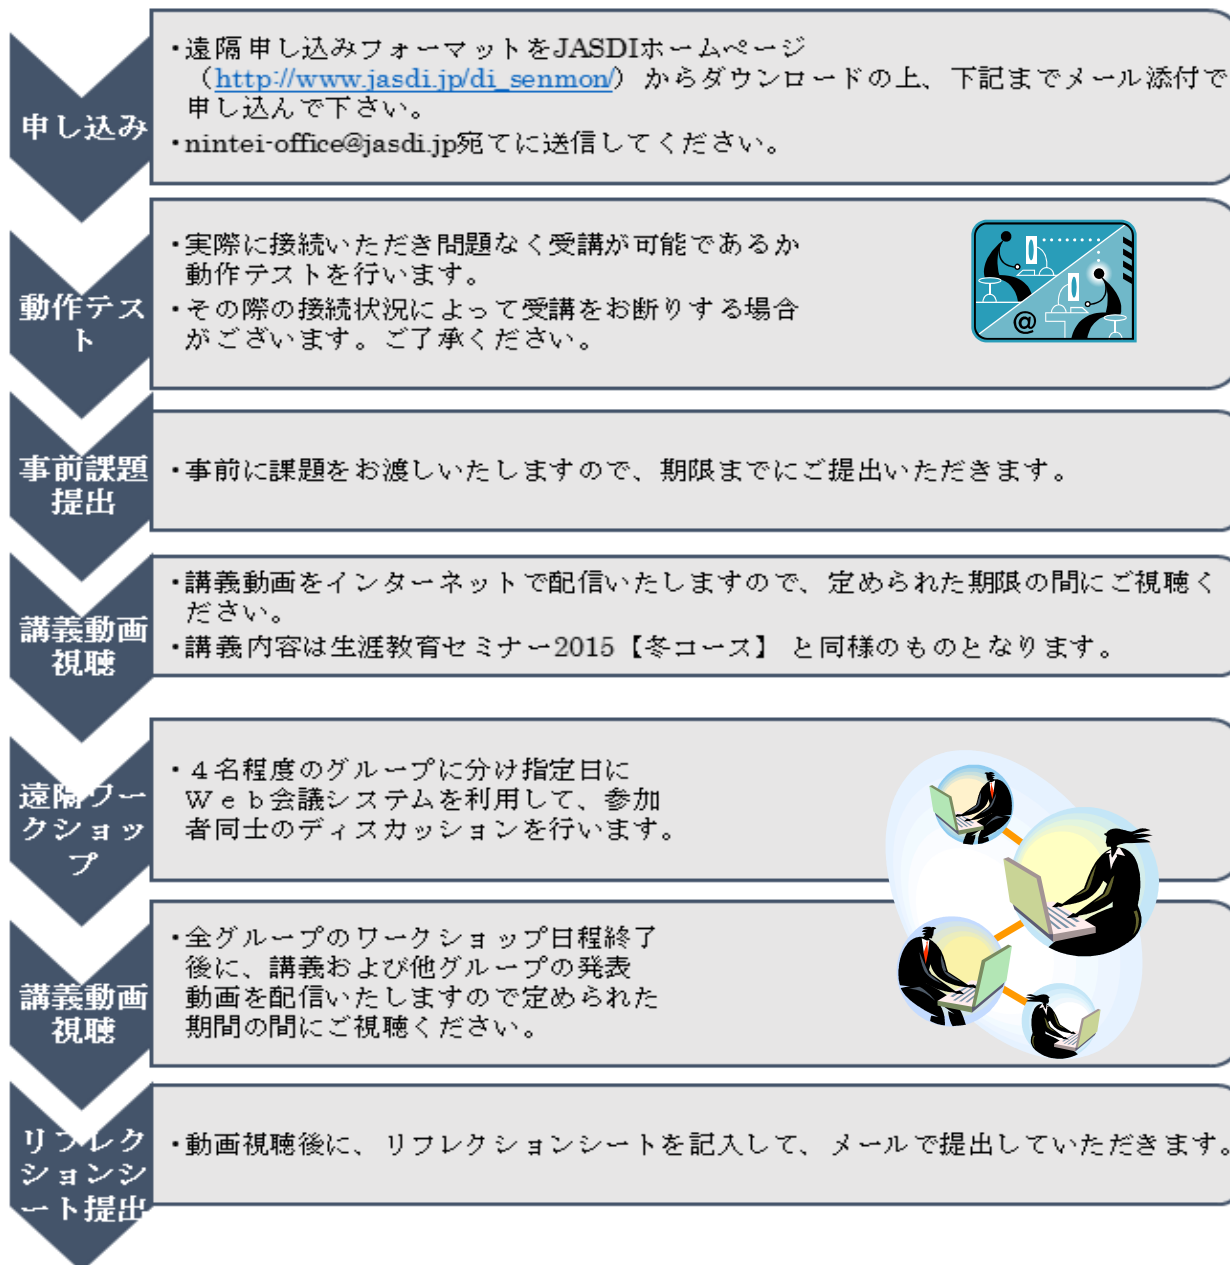 申し込み
・遠隔申し込みフォーマットをJASDIホームページ
（http://www.jasdi.jp/di_senmon/）からダウンロードの上、下記までメール添付で
申し込んで下さい。
・nintei-office@jasdi.jp宛てに送信してください。
動作テス
ト
・実際に接続いただき問題なく受講が可能であるか
動作テストを行います。
・その際の接続状況によって受講をお断りする場合
がございます。ご了承ください。
@
事前課題
提出
・事前に課題をお渡しいたしますので、期限までにご提出いただきます。
講義動画
視聴
・講義動画をインターネットで配信いたしますので、定められた期限の間にご視聴く
ださい。
・講義内容は生涯教育セミナー2015【冬コース】 と同様のものとなります。
遠隔ワー
クショッ
プ
・４名程度のグループに分け指定日に
Ｗｅｂ会議システムを利用して、参加
者同士のディスカッションを行います。
講義動画
視聴
・全グループのワークショップ日程終了
後に、講義および他グループの発表
動画を配信いたしますので定められた
期間の間にご視聴ください。
リフレク
ションシ
ート提出
・動画視聴後に、リフレクションシートを記入して、メールで提出していただきます。